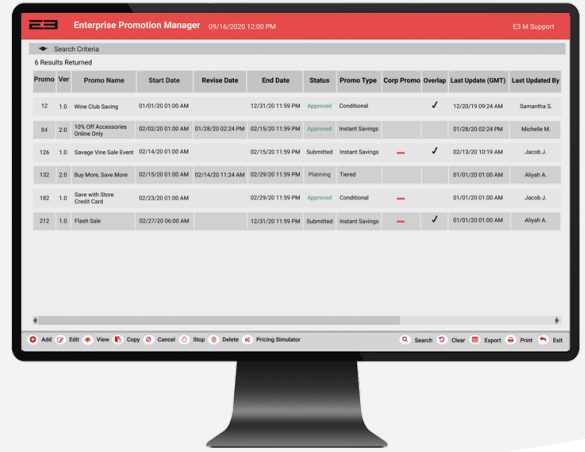 E3 Enterprise Promotion Manager 09/16/2020 12:00 PM E3 M Support
Search Criteria
6 Results Returned
Promo Ver Promo Name Start Date Revise Date End Date Status Promo Type Corp Promo Overlap Last Update (GMT) Last Updated By
12 1.0 Wine Club Saving 01/01/20 01:00 AM 12/31/20 11:59 PM Approved Conditional ✓ 12/20/19 09:24 AM Samantha S.
84 2.0 10% Off Accessories Online Only 02/02/20 01:00 AM 01/28/20 02:24 PM 02/15/20 11:59 PM Approved Instant Savings 01/28/20 02:24 PM Michelle M.
126 1.0 Savage Vine Sale Event 02/14/20 01:00 AM 02/15/20 11:59 PM Submitted Instant Savings — ✓ 02/13/20 10:19 AM Jacob J.
132 2.0 Buy More, Save More 02/15/20 01:00 AM 02/14/20 11:24 AM 02/29/20 11:59 PM Planning Tiered 01/01/20 01:00 AM Aliyah A.
182 1.0 Save with Store Credit Card 02/23/20 01:00 AM 02/29/20 11:59 PM Approved Conditional — 01/01/20 01:00 AM Jacob J.
212 1.0 Flash Sale 02/27/20 06:00 AM 12/31/20 11:59 PM Submitted Instant Savings — ✓ 01/01/20 01:00 AM Aliyah A.
Add Edit View Copy Cancel Stop Delete Pricing Simulator Search Clear Export Print Exit